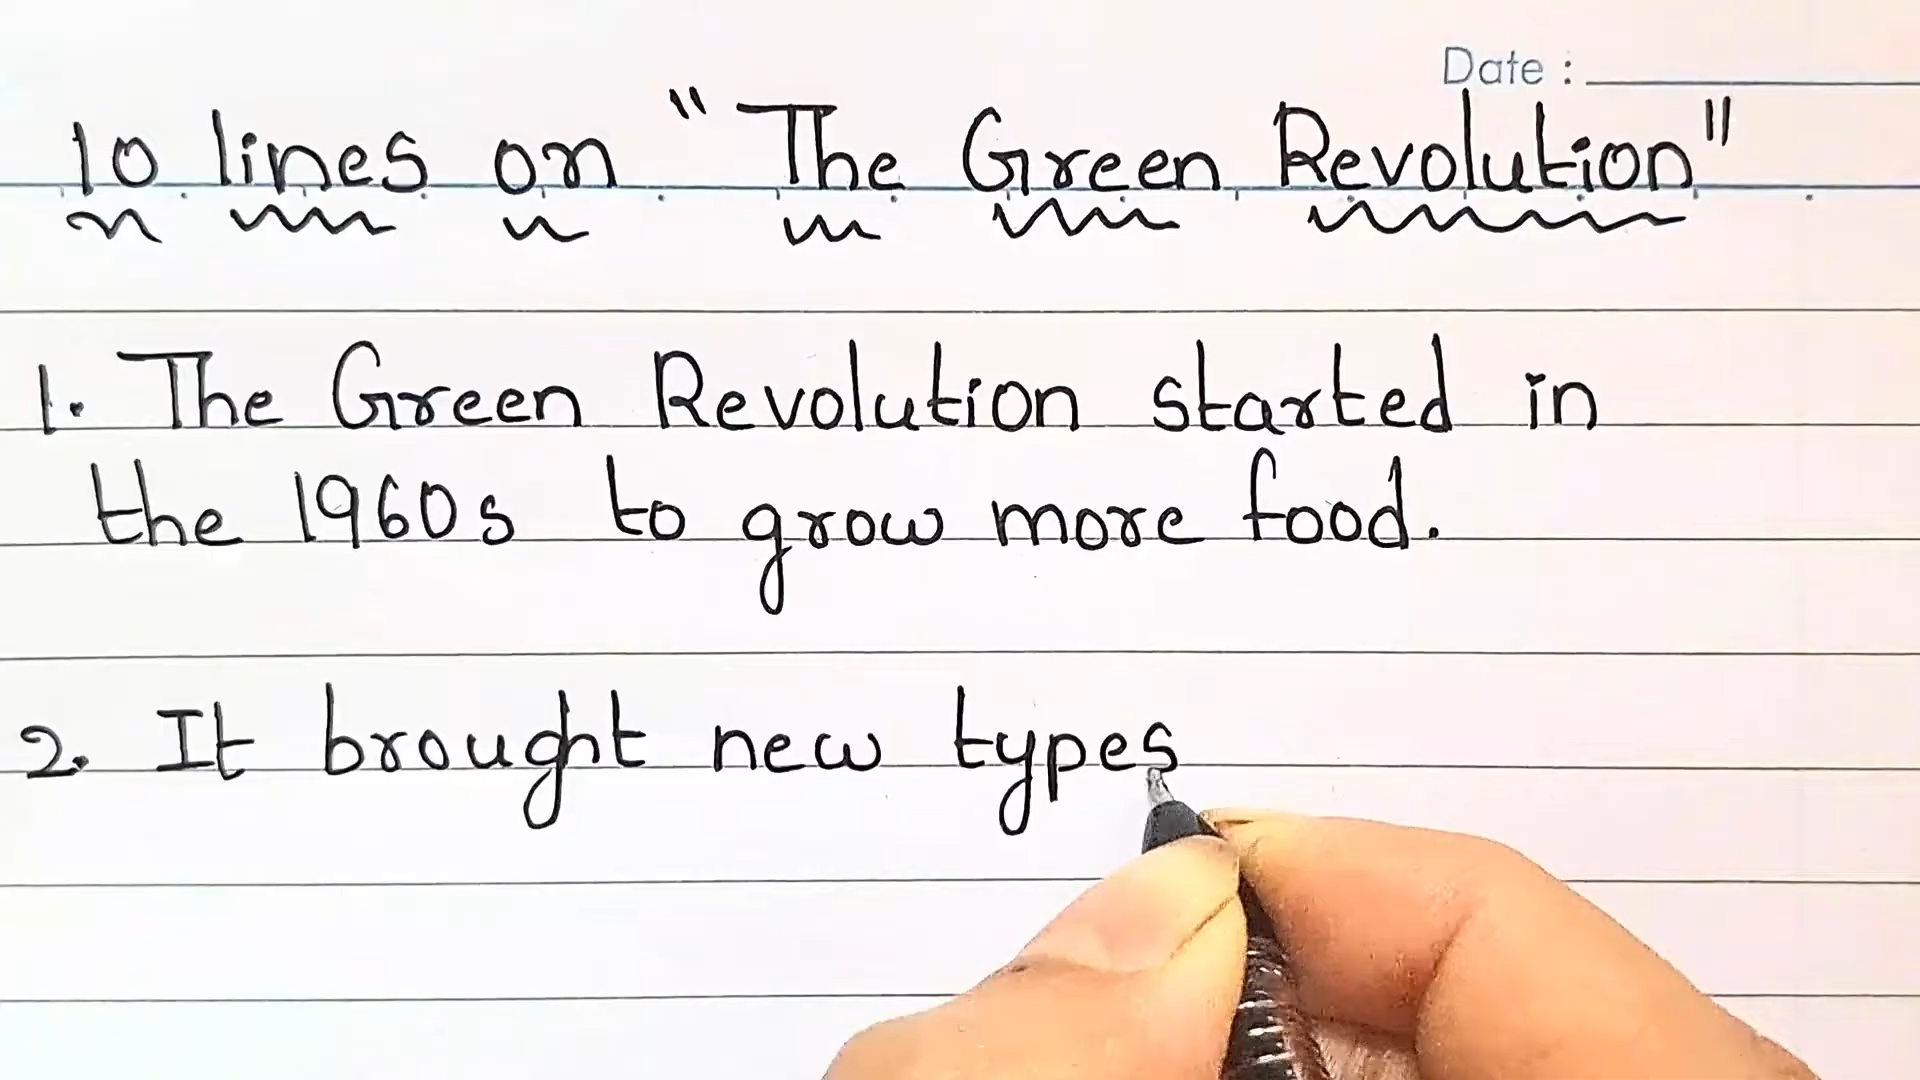 Date :
10 lines on "The Green Revolution"
1. The Green Revolution started in
the 1960s to grow more food.
2. It brought new types